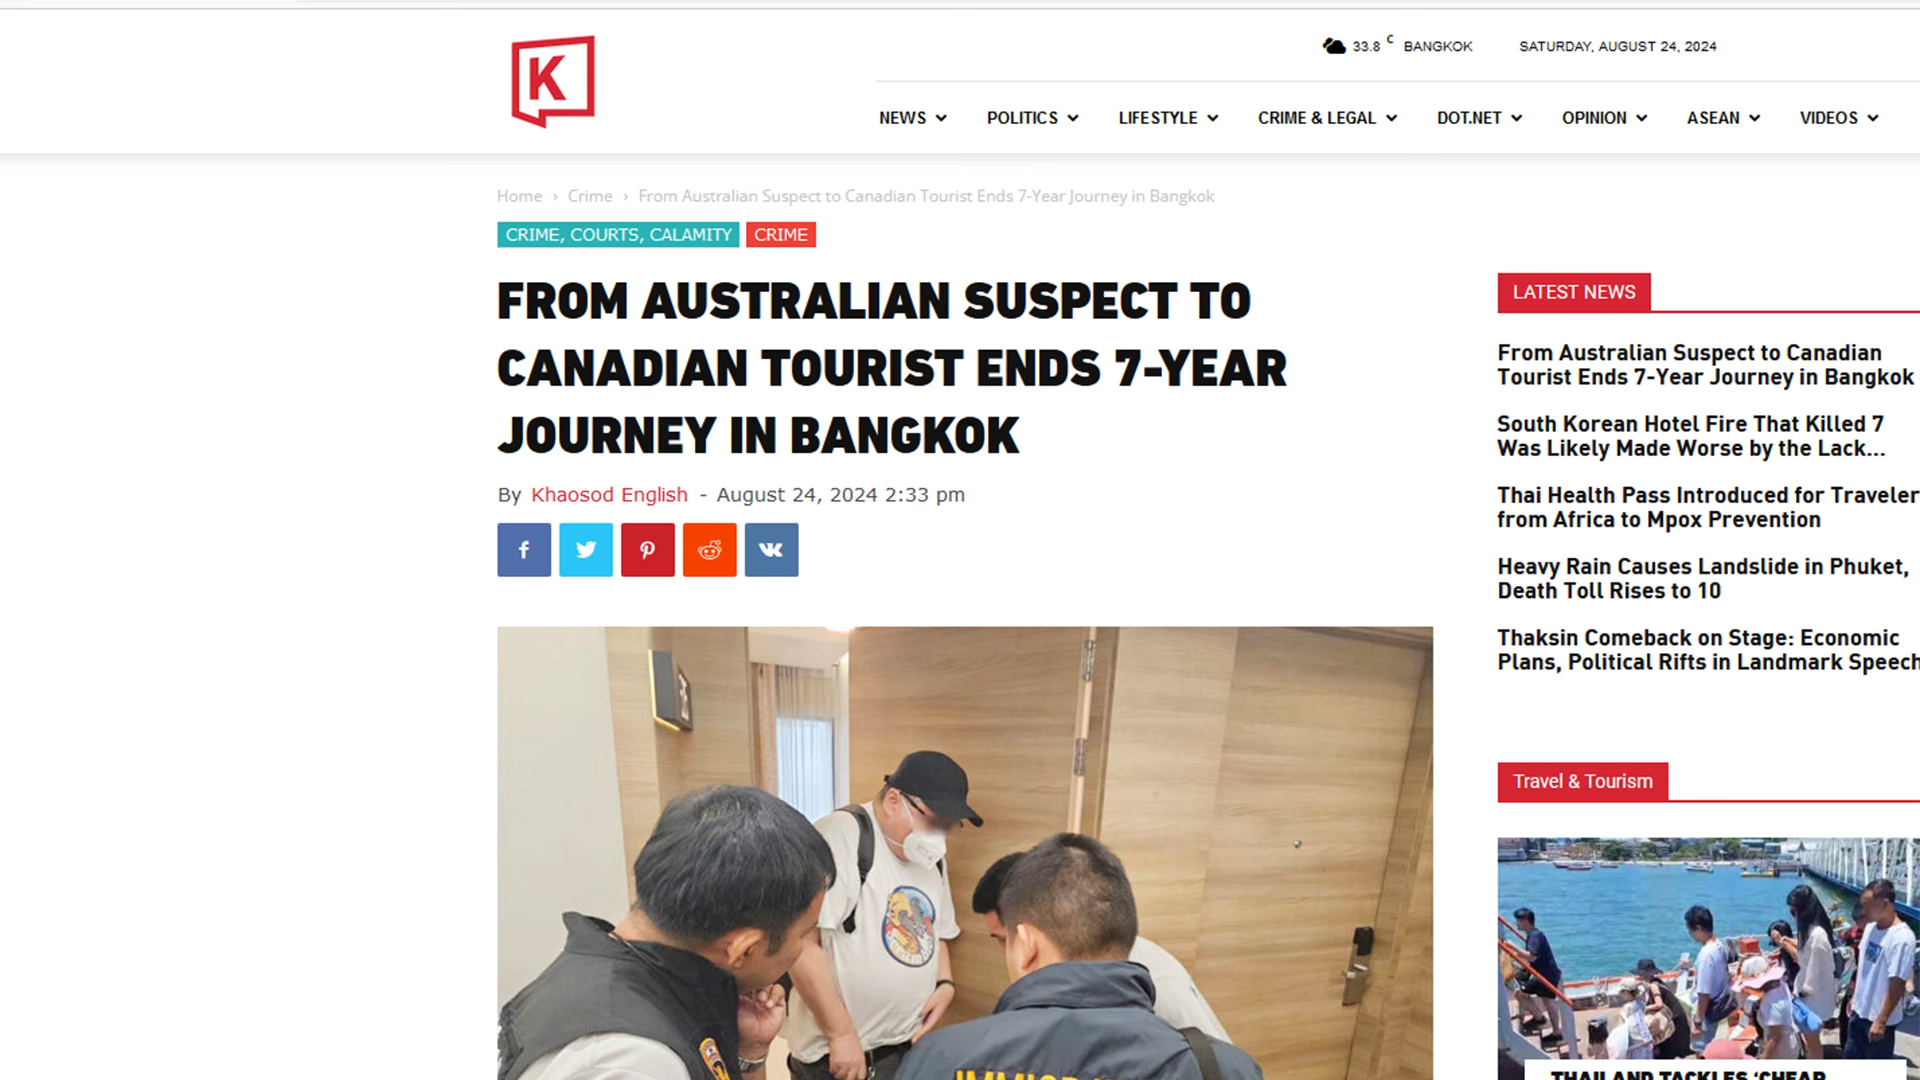 K
33.8 C BANGKOK SATURDAY, AUGUST 24, 2024
NEWS POLITICS LIFESTYLE CRIME & LEGAL DOT.NET OPINION ASEAN VIDEOS
Home › Crime › From Australian Suspect to Canadian Tourist Ends 7-Year Journey in Bangkok
CRIME, COURTS, CALAMITY CRIME
FROM AUSTRALIAN SUSPECT TO
CANADIAN TOURIST ENDS 7-YEAR
JOURNEY IN BANGKOK
By Khaosod English - August 24, 2024 2:33 pm
LATEST NEWS
From Australian Suspect to Canadian
Tourist Ends 7-Year Journey in Bangkok
South Korean Hotel Fire That Killed 7
Was Likely Made Worse by the Lack...
Thai Health Pass Introduced for Traveler
from Africa to Mpox Prevention
Heavy Rain Causes Landslide in Phuket,
Death Toll Rises to 10
Thaksin Comeback on Stage: Economic
Plans, Political Rifts in Landmark Speech
Travel & Tourism
THAILAND TACKLES ‘CHEAP